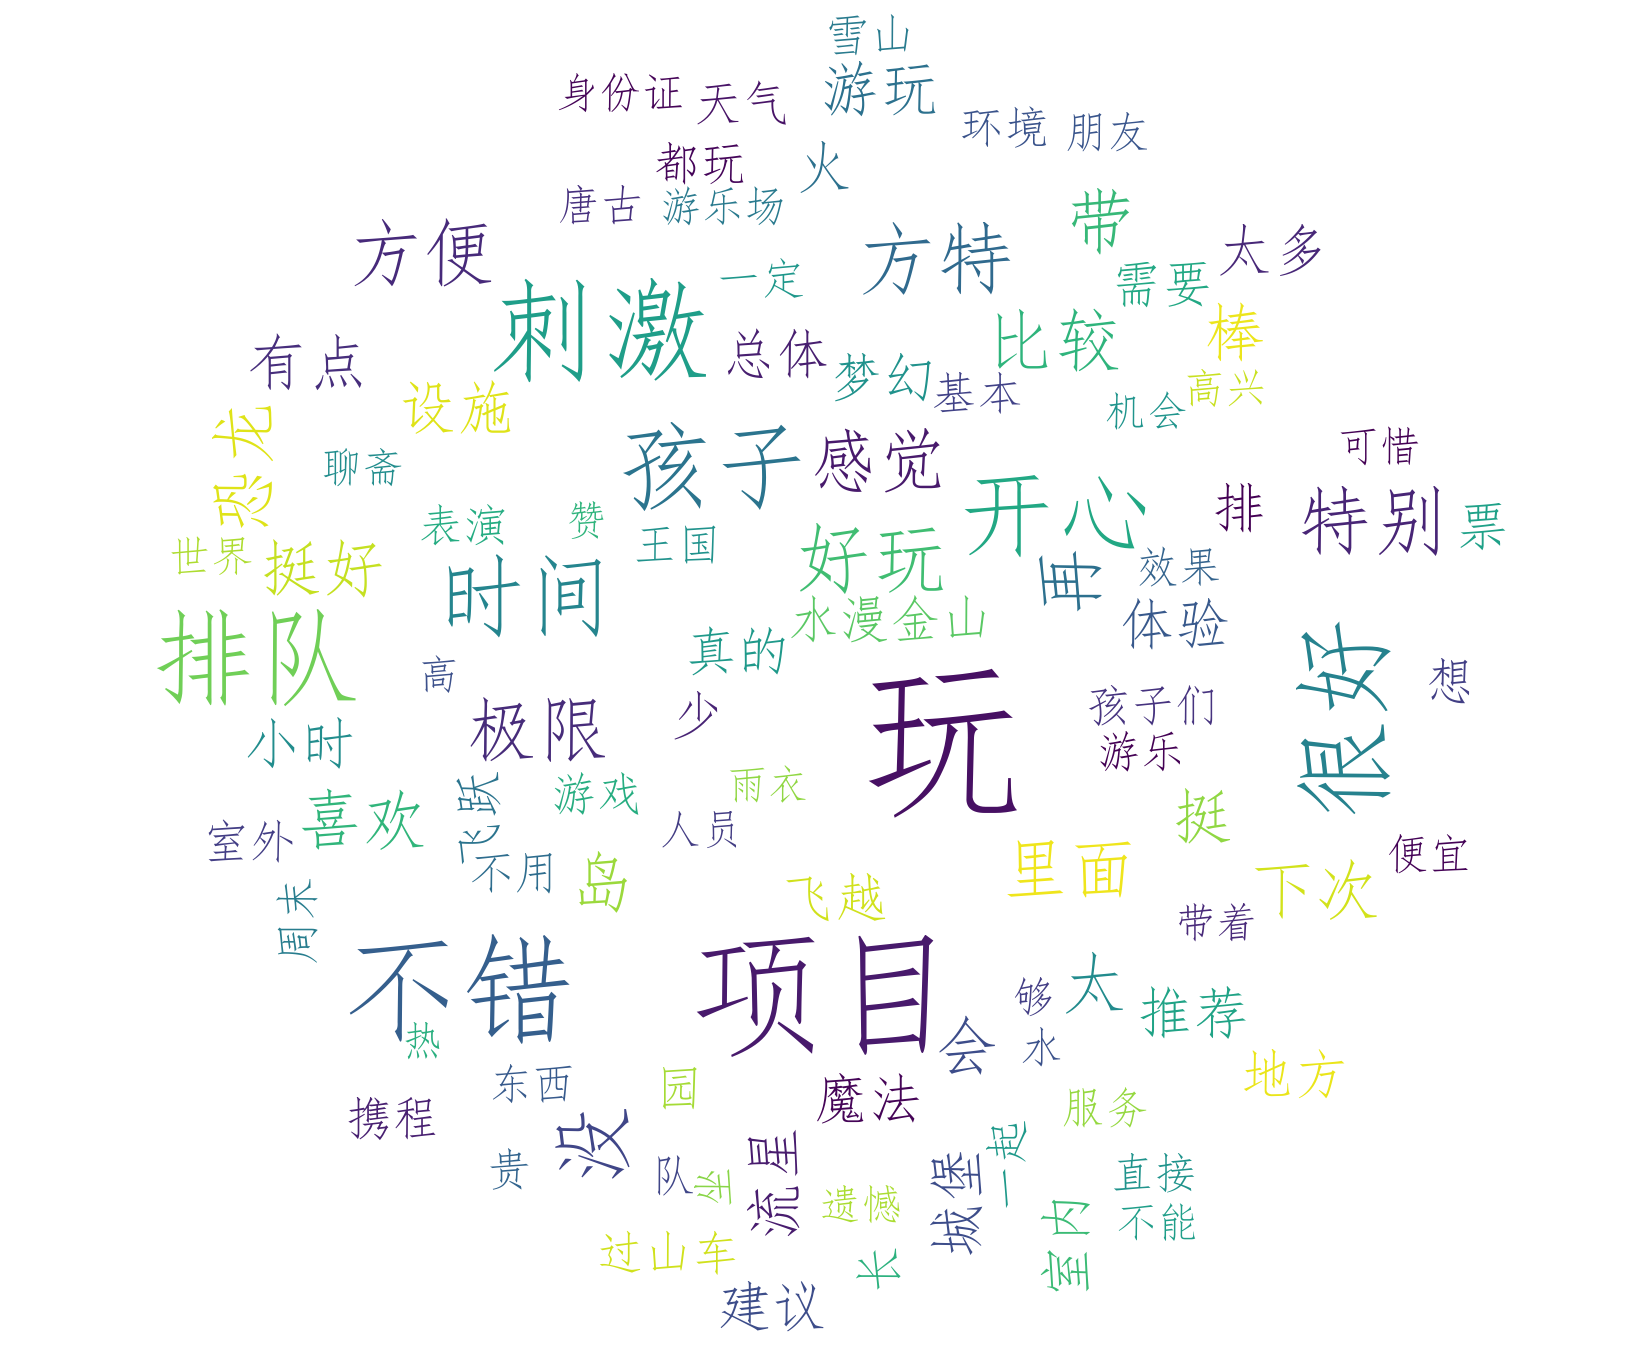 雪山
游玩
身份证
天气
环境
朋友
都玩
火
唐古
游乐场
带
方便
方特
太多
一定
需要
刺激
总体
比较
棒
有点
梦幻
基本
高兴
设施
机会
恐龙
聊斋
孩子
感觉
可惜
开心
排
特别
票
表演
赞
王国
好玩
世界
挺好
时间
再
效果
水漫金山
体验
排队
真的
很好
想
高
极限
少
玩
孩子们
游乐
小时
喜欢
飞跃
游戏
雨衣
挺
室外
人员
不用
岛
里面
下次
便宜
飞越
周末
带着
不错
项目
太
够
推荐
热
会
水
东西
园
魔法
地方
携程
服务
没
贵
队
坐
流星
遗憾
城堡
一起
直接
不能
室内
过山车
长
建议